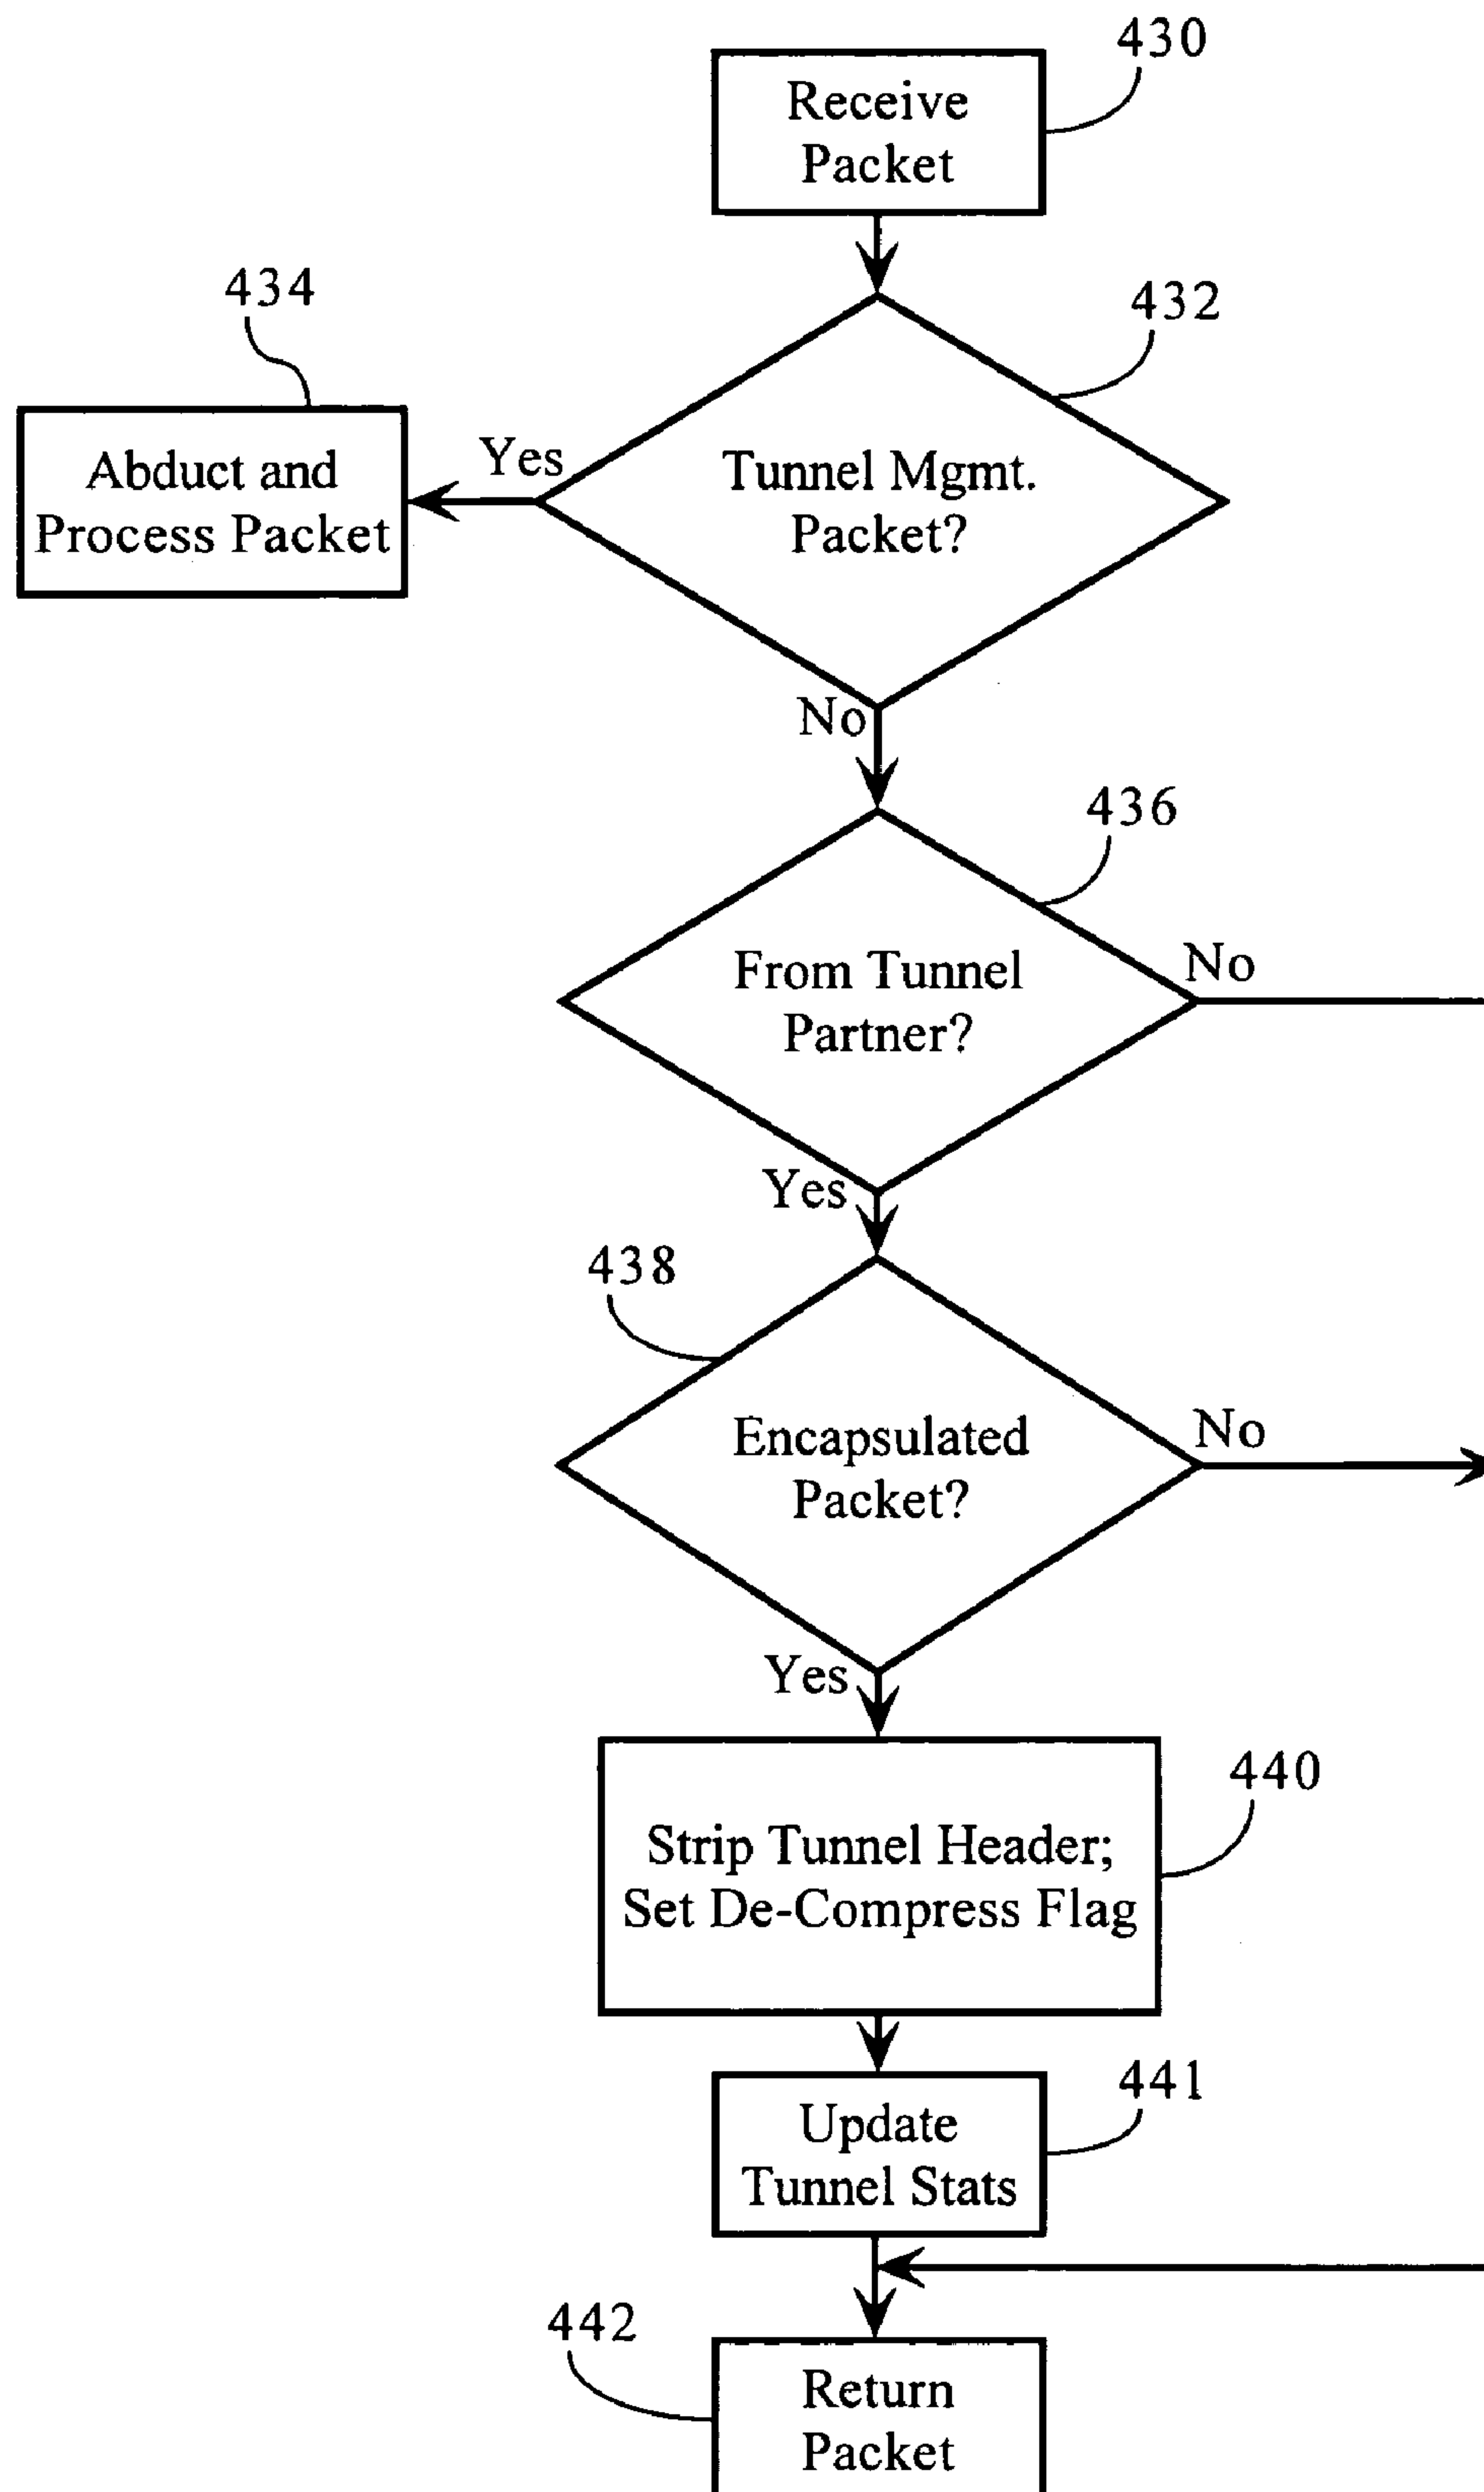 430
Receive
Packet
434
432
Abduct and
Process Packet
Yes
Tunnel Mgmt.
Packet?
No
436
From Tunnel
Partner?
No
Yes
438
Encapsulated
Packet?
No
Yes
440
Strip Tunnel Header;
Set De-Compress Flag
441
Update
Tunnel Stats
442
Return
Packet